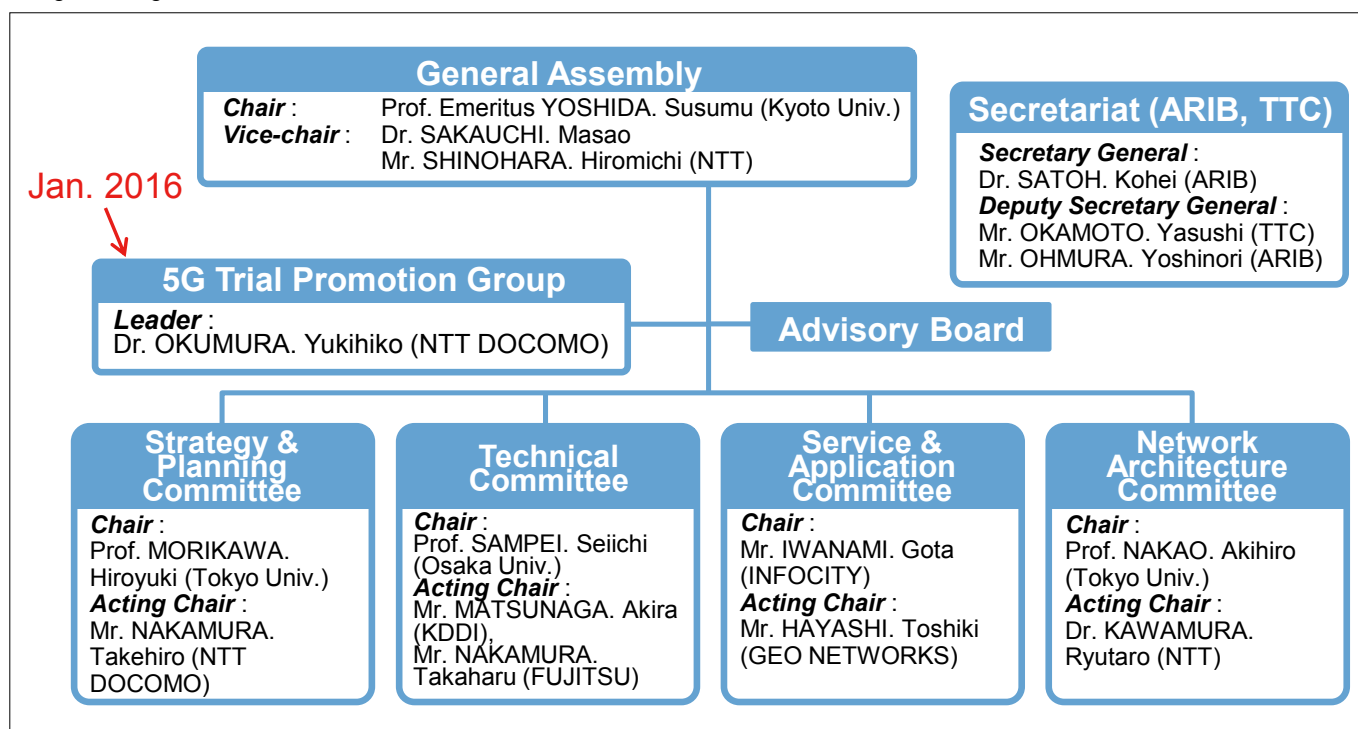 General Assembly
Chair : Prof. Emeritus YOSHIDA. Susumu (Kyoto Univ.)
Vice-chair : Dr. SAKAUCHI. Masao
Mr. SHINOHARA. Hiromichi (NTT)
Secretariat (ARIB, TTC)
Secretary General :
Dr. SATOH. Kohei (ARIB)
Deputy Secretary General :
Mr. OKAMOTO. Yasushi (TTC)
Mr. OHMURA. Yoshinori (ARIB)
Jan. 2016
5G Trial Promotion Group
Leader :
Dr. OKUMURA. Yukihiko (NTT DOCOMO)
Advisory Board
Strategy &
Planning
Committee
Chair :
Prof. MORIKAWA.
Hiroyuki (Tokyo Univ.)
Acting Chair :
Mr. NAKAMURA.
Takehiro (NTT
DOCOMO)
Technical
Committee
Chair :
Prof. SAMPEI. Seiichi
(Osaka Univ.)
Acting Chair :
Mr. MATSUNAGA. Akira
(KDDI),
Mr. NAKAMURA.
Takaharu (FUJITSU)
Service &
Application
Committee
Chair :
Mr. IWANAMI. Gota
(INFOCITY)
Acting Chair :
Mr. HAYASHI. Toshiki
(GEO NETWORKS)
Network
Architecture
Committee
Chair :
Prof. NAKAO. Akihiro
(Tokyo Univ.)
Acting Chair :
Dr. KAWAMURA.
Ryutaro (NTT)